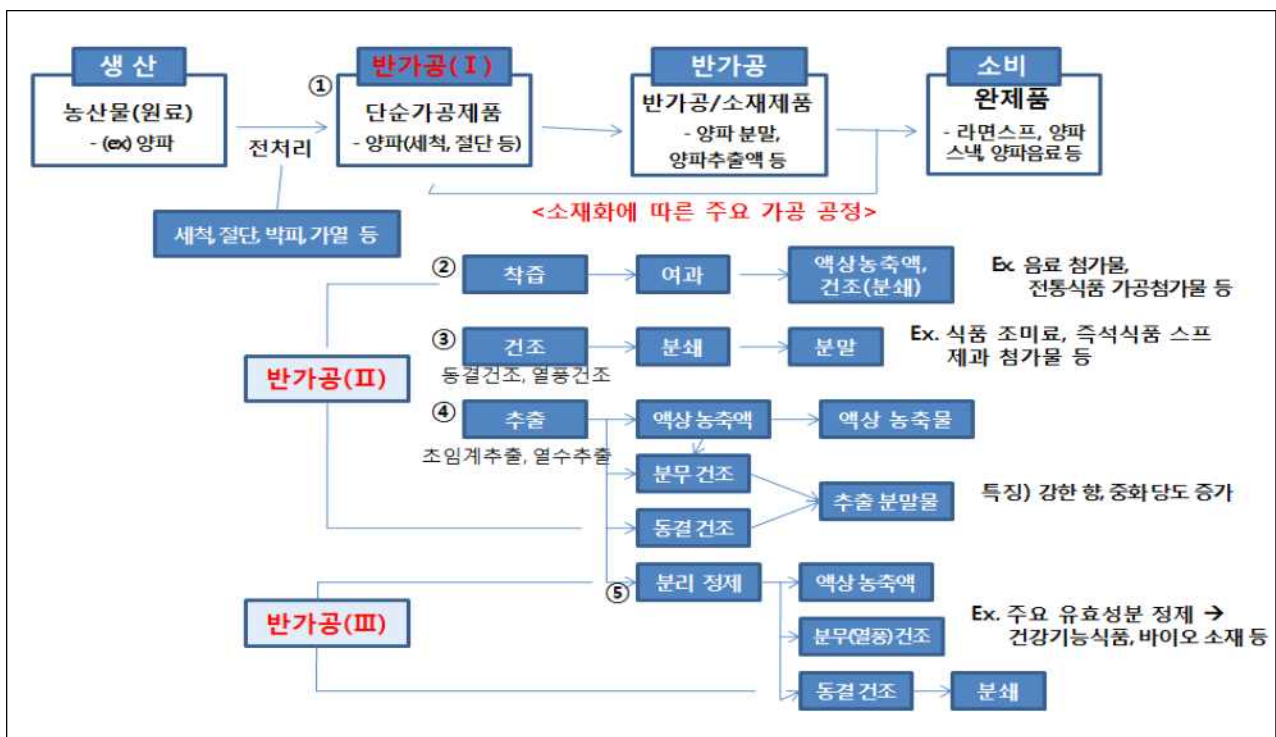 생 산
농산물(원료)
- (ex) 양파
전처리
세척, 절단, 박피, 가열 등
①
반가공(Ⅰ)
단순가공제품
- 양파(세척, 절단 등)
반가공
반가공/소재제품
- 양파 분말,
양파추출액 등
소비
완제품
- 라면스프, 양파
스낵, 양파음료 등
<소재화에 따른 주요 가공 공정>
반가공(Ⅱ)
②
착즙
여과
액상농축액,
건조(분쇄)
Ex. 음료 첨가물,
전통식품 가공첨가물 등
③
건조
분쇄
분말
Ex. 식품 조미료, 즉석식품 스프
제과 첨가물 등
동결건조, 열풍건조
④
추출
액상 농축액
액상 농축물
초임계추출, 열수추출
분무 건조
추출 분말물
특징) 강한 향, 중화당도 증가
동결 건조
반가공(Ⅲ)
⑤
분리 정제
액상 농축액
분무(열풍)건조
Ex. 주요 유효성분 정제 →
건강기능식품, 바이오 소재 등
동결 건조
분쇄